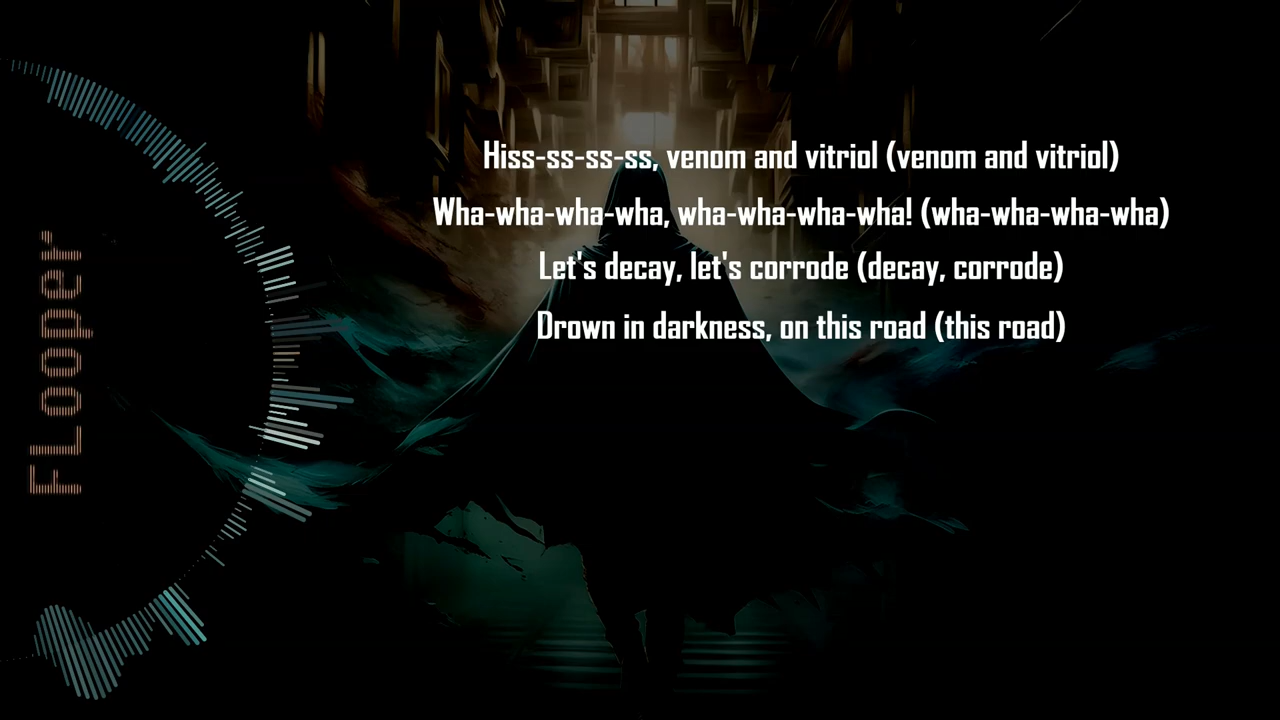 FLooper
Hiss-ss-ss-ss, venom and vitriol (venom and vitriol)
Wha-wha-wha-wha, wha-wha-wha-wha! (wha-wha-wha-wha)
Let's decay, let's corrode (decay, corrode)
Drown in darkness, on this road (this road)